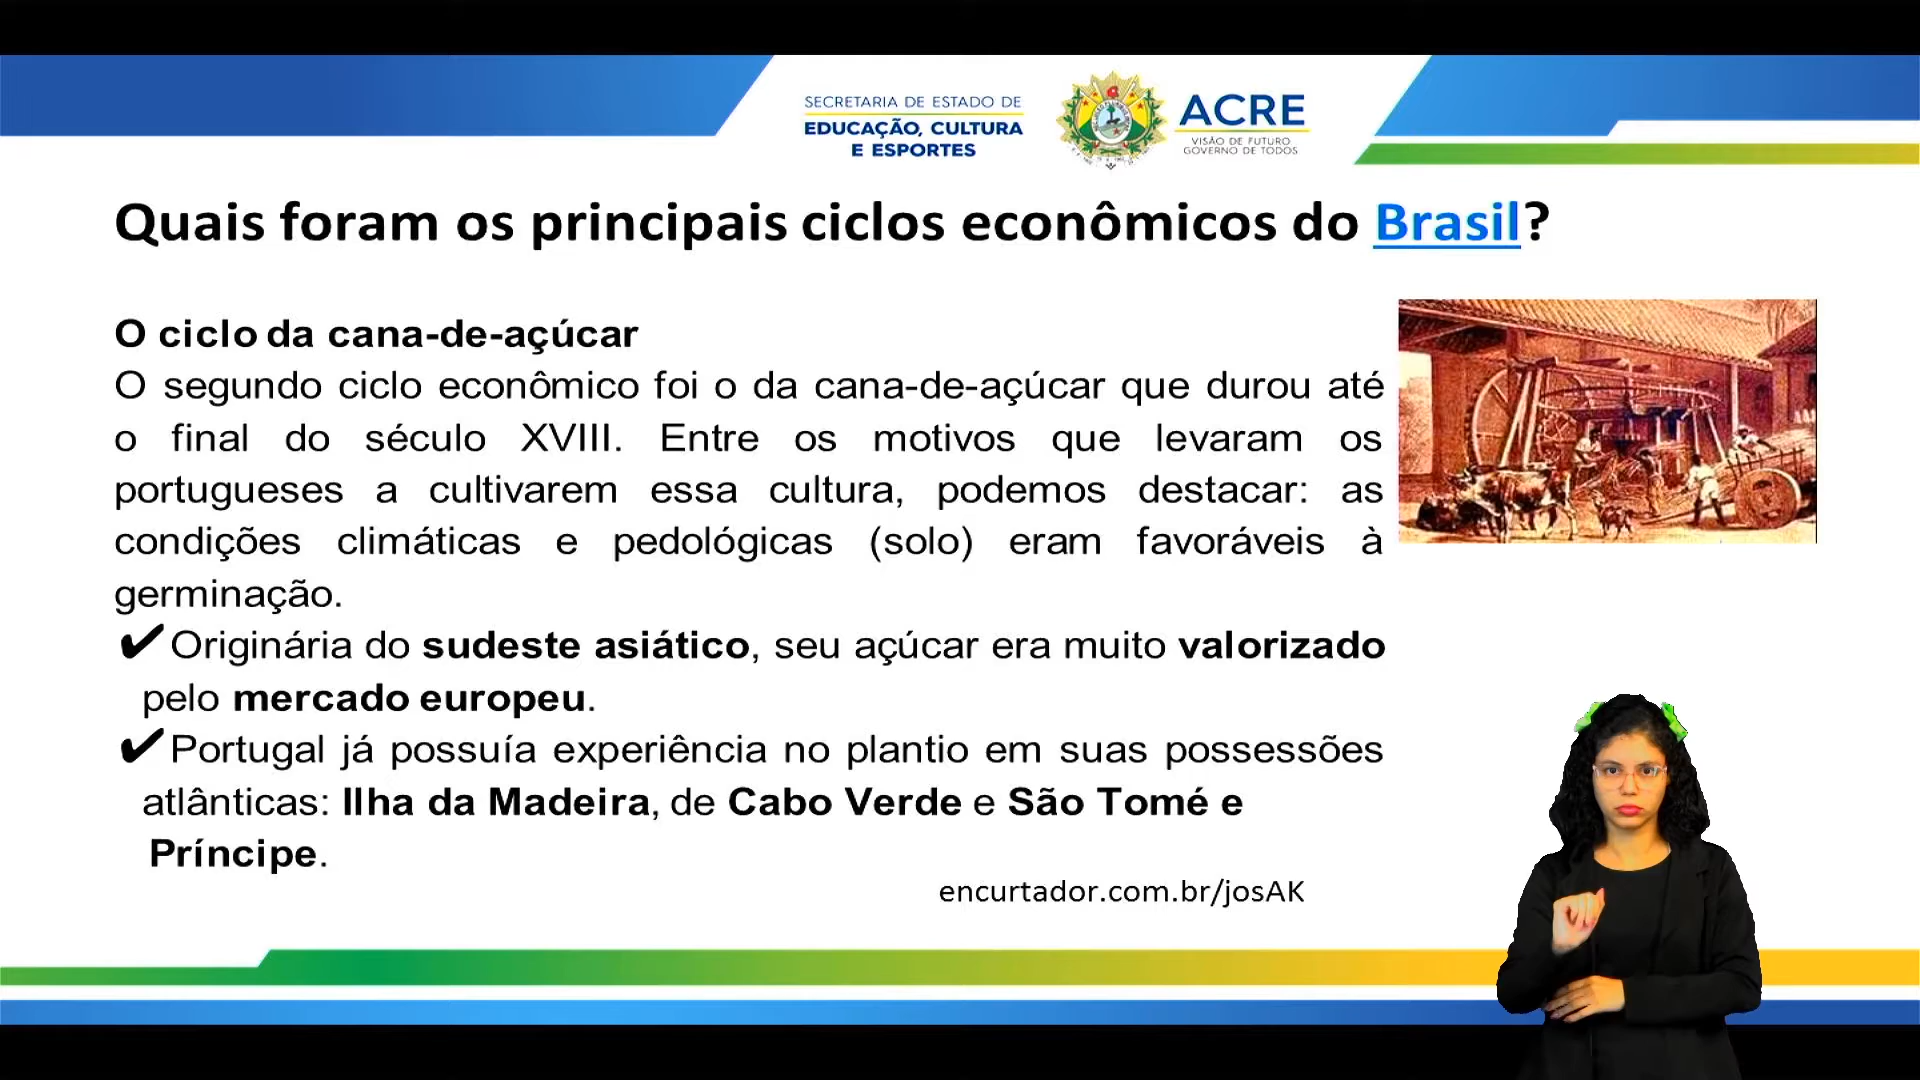 SECRETARIA DE ESTADO DE
EDUCAÇÃO, CULTURA
E ESPORTES
ACRE
VISÃO DE FUTURO
GOVERNO DE TODOS
Quais foram os principais ciclos econômicos do Brasil?
O ciclo da cana-de-açúcar
O segundo ciclo econômico foi o da cana-de-açúcar que durou até
o final do século XVIII. Entre os motivos que levaram os
portugueses a cultivarem essa cultura, podemos destacar: as
condições climáticas e pedológicas (solo) eram favoráveis à
germinação.
✔Originária do sudeste asiático, seu açúcar era muito valorizado
pelo mercado europeu.
✔Portugal já possuía experiência no plantio em suas possessões
atlânticas: Ilha da Madeira, de Cabo Verde e São Tomé e
Príncipe.
encurtador.com.br/josAK